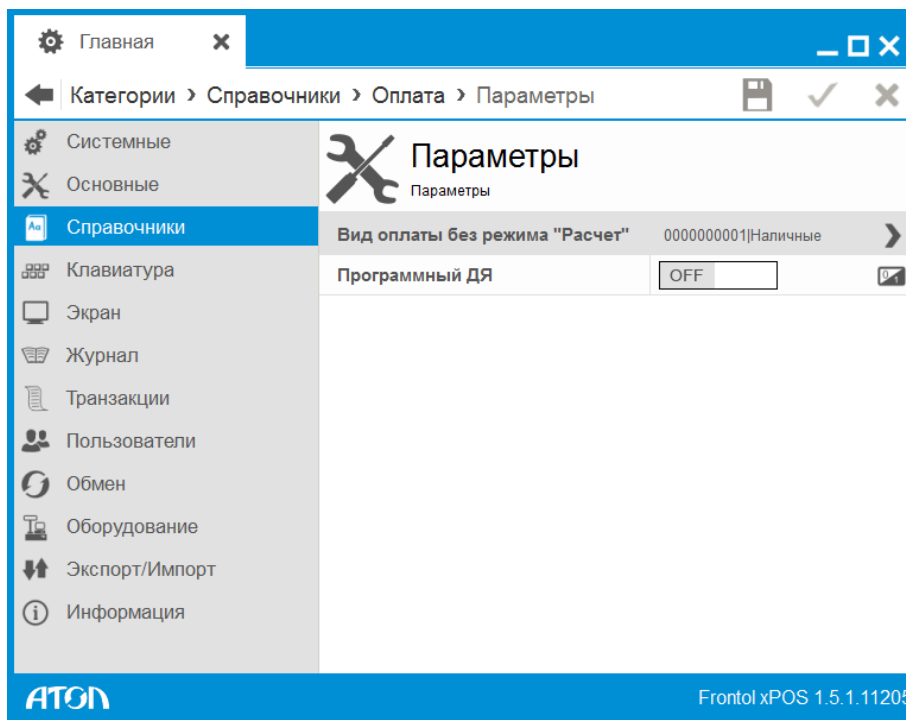 Главная
Категории › Справочники › Оплата › Параметры
Системные
Основные
Справочники
Клавиатура
Экран
Журнал
Транзакции
Пользователи
Обмен
Оборудование
Экспорт/Импорт
Информация
Параметры
Параметры
Вид оплаты без режима "Расчет" 0000000001|Наличные
Программный ДЯ OFF
АТОЛ Frontol xPOS 1.5.1.11205